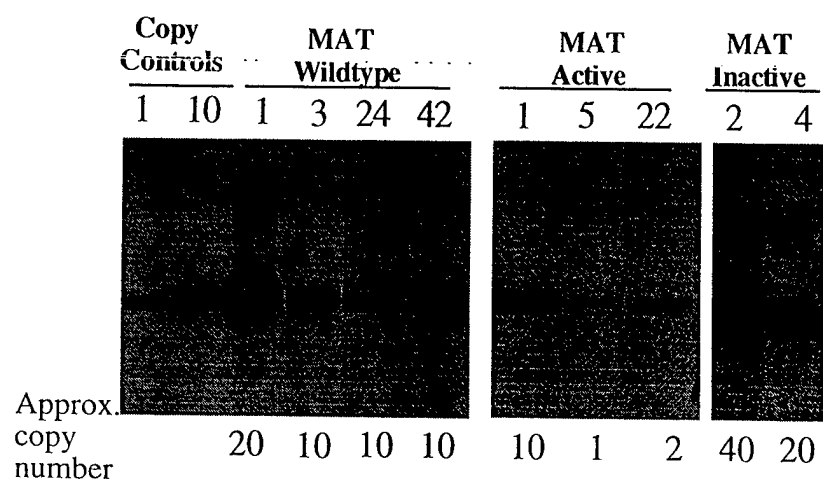 Copy Controls
MAT Wildtype
MAT Active
MAT Inactive
1 10 1 3 24 42
1 5 22
2 4
Approx. copy number
20 10 10 10
10 1 2
40 20